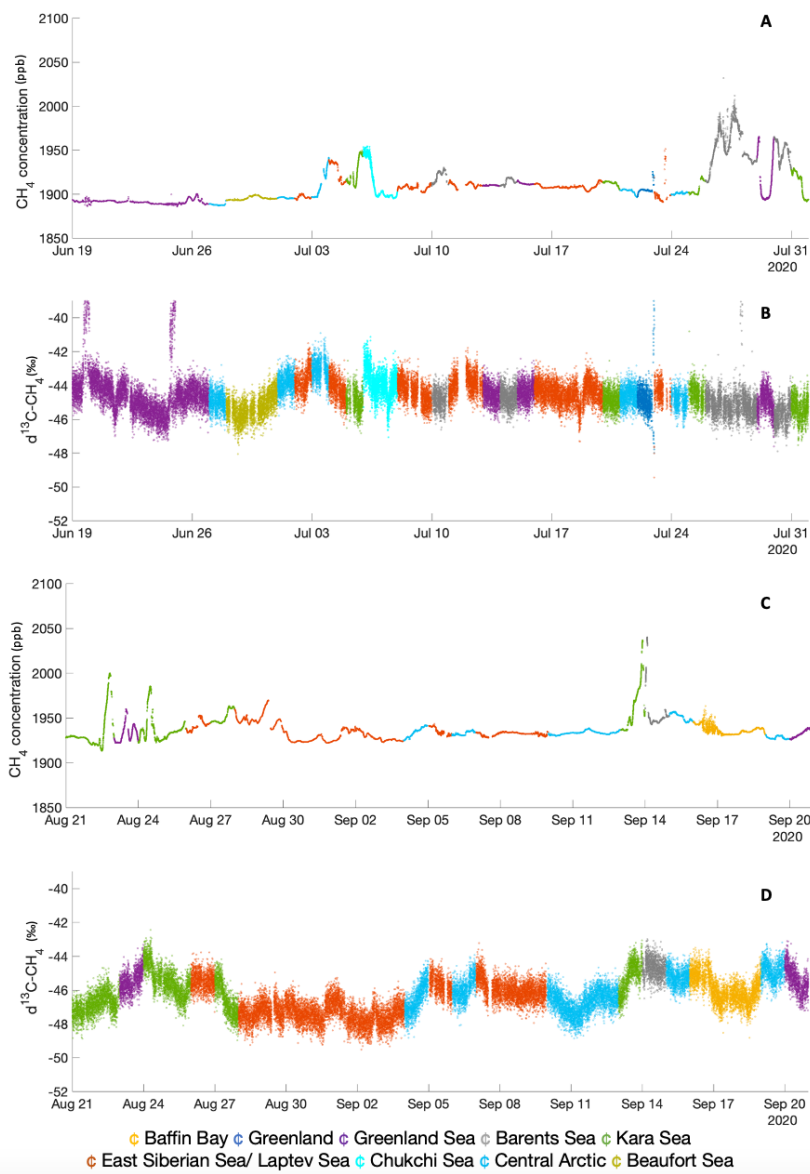 A
2100
2050
2000
1950
1900
1850
CH4 concentration (ppb)
Jun 19 Jun 26 Jul 03 Jul 10 Jul 17 Jul 24 Jul 31
2020
B
-40
-42
-44
-46
-48
-50
-52
d13C-CH4(‰)
Jun 19 Jun 26 Jul 03 Jul 10 Jul 17 Jul 24 Jul 31
2020
C
2100
2050
2000
1950
1900
1850
CH4 concentration (ppb)
Aug 21 Aug 24 Aug 27 Aug 30 Sep 02 Sep 05 Sep 08 Sep 11 Sep 14 Sep 17 Sep 20
2020
D
-40
-42
-44
-46
-48
-50
-52
d13C-CH4 (‰)
Aug 21 Aug 24 Aug 27 Aug 30 Sep 02 Sep 05 Sep 08 Sep 11 Sep 14 Sep 17 Sep 20
2020
¢ Baffin Bay ¢ Greenland ¢ Greenland Sea ¢ Barents Sea ¢ Kara Sea
¢ East Siberian Sea/ Laptev Sea ¢ Chukchi Sea ¢ Central Arctic ¢ Beaufort Sea